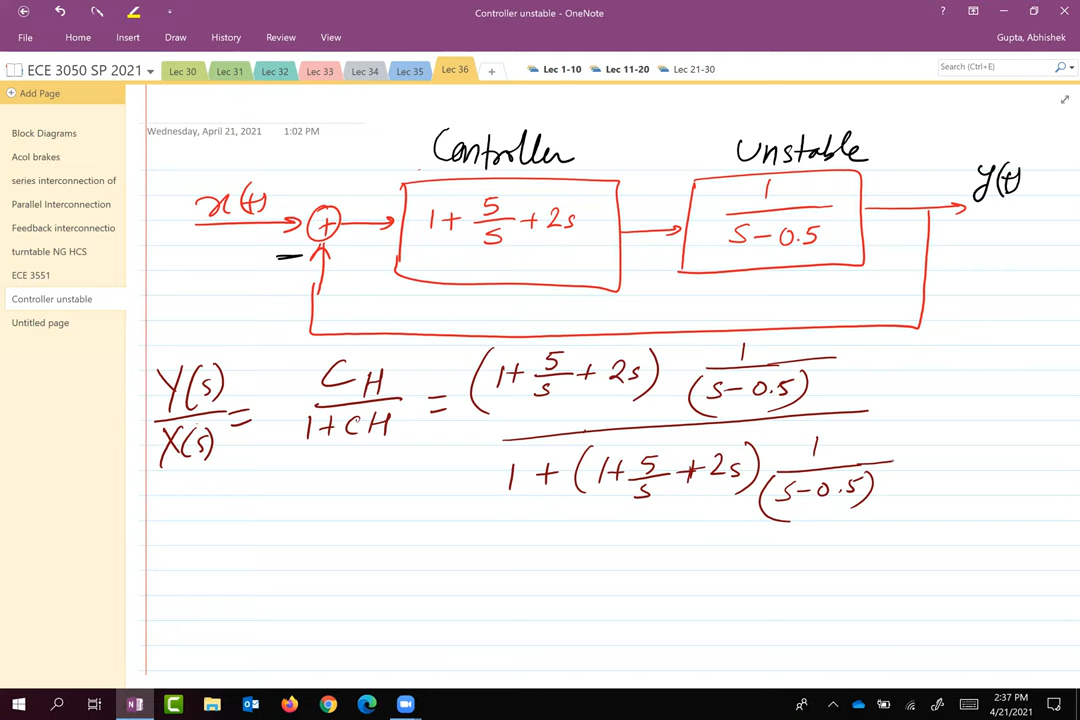 Controller unstable - OneNote
?
File Home Insert Draw History Review View
Gupta, Abhishek
ECE 3050 SP 2021
Lec 30 Lec 31 Lec 32 Lec 33 Lec 34 Lec 35 Lec 36 + Lec 1-10 Lec 11-20 Lec 21-30
Search (Ctrl+E)
Add Page
Block Diagrams
Acol brakes
series interconnection of
Parallel Interconnection
Feedback interconnectio
turntable NG HCS
ECE 3551
Controller unstable
Untitled page
Wednesday, April 21, 2021 1:02 PM
Controller Unstable
x(t) + − 1 + 5/s + 2s 1/(s − 0.5) y(t)
Y(s)/X(s) = CH/(1 + CH) = (1 + 5/s + 2s) 1/(s − 0.5)
1 + (1 + 5/s + 2s) 1/(s − 0.5)
2:37 PM
4/21/2021